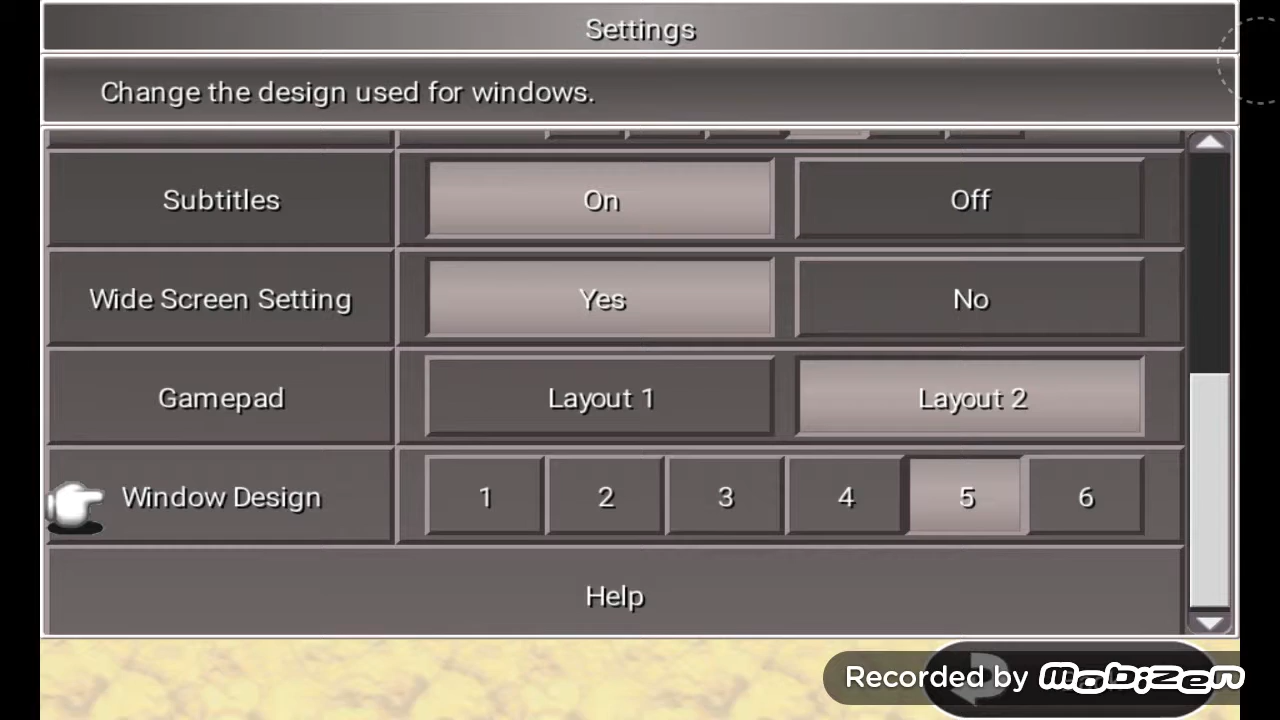 Settings
Change the design used for windows.
Subtitles On Off
Wide Screen Setting Yes No
Gamepad Layout 1 Layout 2
Window Design 1 2 3 4 5 6
Help
Recorded by mobizen